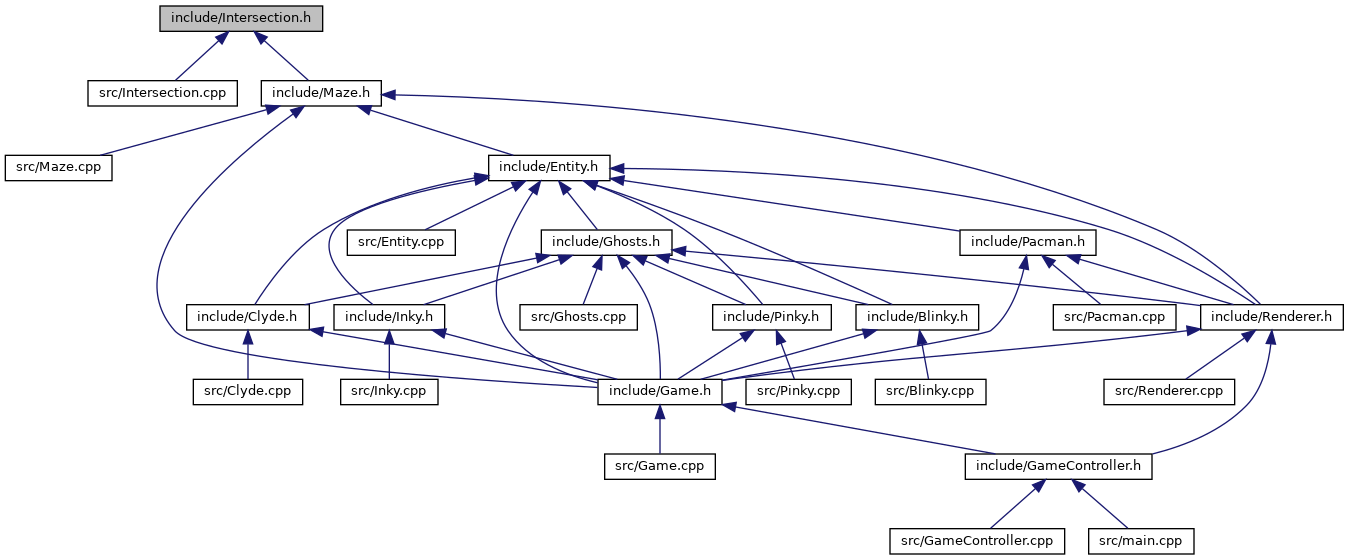 include/Intersection.h
src/Intersection.cpp
include/Maze.h
src/Maze.cpp
include/Entity.h
src/Entity.cpp
include/Ghosts.h
include/Pacman.h
include/Clyde.h
include/Inky.h
src/Ghosts.cpp
include/Pinky.h
include/Blinky.h
src/Pacman.cpp
include/Renderer.h
src/Clyde.cpp
src/Inky.cpp
include/Game.h
src/Pinky.cpp
src/Blinky.cpp
src/Renderer.cpp
src/Game.cpp
include/GameController.h
src/GameController.cpp
src/main.cpp